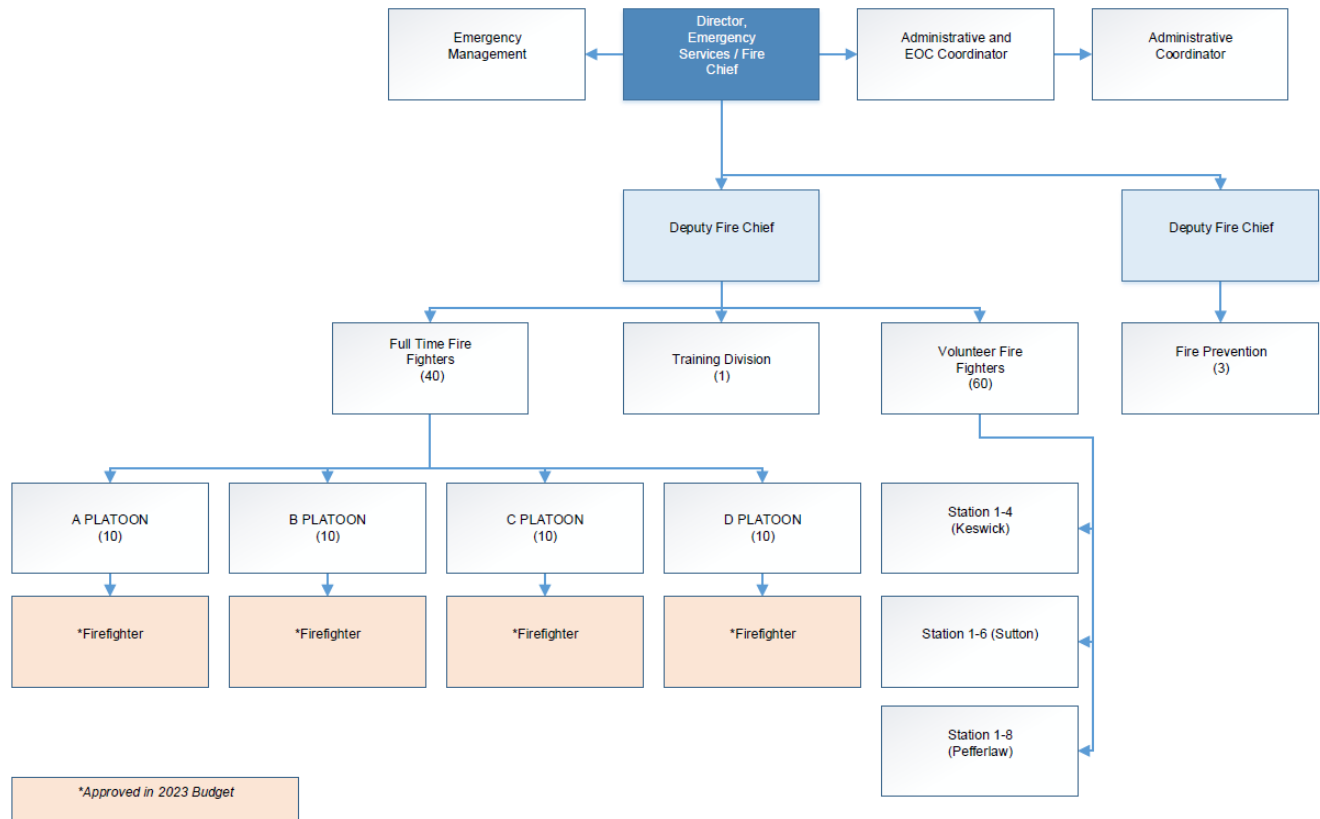 Emergency
Management
Director,
Emergency
Services / Fire
Chief
Administrative and
EOC Coordinator
Administrative
Coordinator
Deputy Fire Chief
Deputy Fire Chief
Full Time Fire
Fighters
(40)
Training Division
(1)
Volunteer Fire
Fighters
(60)
Fire Prevention
(3)
A PLATOON
(10)
B PLATOON
(10)
C PLATOON
(10)
D PLATOON
(10)
Station 1-4
(Keswick)
*Firefighter
*Firefighter
*Firefighter
*Firefighter
Station 1-6 (Sutton)
Station 1-8
(Pefferlaw)
*Approved in 2023 Budget